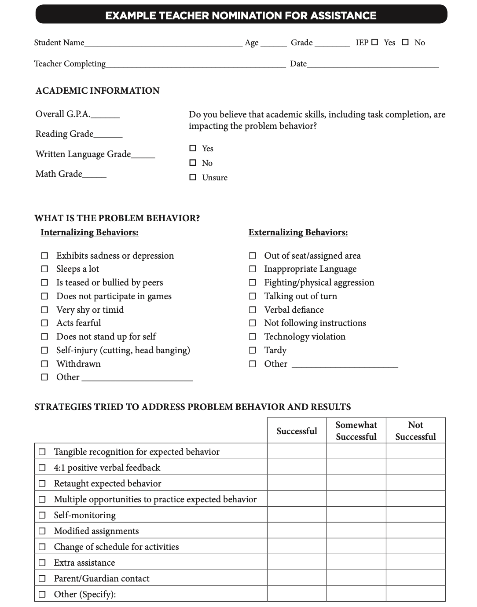 EXAMPLE TEACHER NOMINATION FOR ASSISTANCE
Student Name________ Age ______ Grade ________ IEP ☐ Yes ☐ No
Teacher Completing________ Date________
ACADEMIC INFORMATION
Overall G.P.A.______
Reading Grade______
Written Language Grade_____
Math Grade_____
Do you believe that academic skills, including task completion, are
impacting the problem behavior?
☐ Yes
☐ No
☐ Unsure
WHAT IS THE PROBLEM BEHAVIOR?
Internalizing Behaviors:
☐ Exhibits sadness or depression
☐ Sleeps a lot
☐ Is teased or bullied by peers
☐ Does not participate in games
☐ Very shy or timid
☐ Acts fearful
☐ Does not stand up for self
☐ Self-injury (cutting, head banging)
☐ Withdrawn
☐ Other ________
Externalizing Behaviors:
☐ Out of seat/assigned area
☐ Inappropriate Language
☐ Fighting/physical aggression
☐ Talking out of turn
☐ Verbal defiance
☐ Not following instructions
☐ Technology violation
☐ Tardy
☐ Other ________
STRATEGIES TRIED TO ADDRESS PROBLEM BEHAVIOR AND RESULTS
Successful
Somewhat
Successful
Not
Successful
☐ Tangible recognition for expected behavior
☐ 4:1 positive verbal feedback
☐ Retaught expected behavior
☐ Multiple opportunities to practice expected behavior
☐ Self-monitoring
☐ Modified assignments
☐ Change of schedule for activities
☐ Extra assistance
☐ Parent/Guardian contact
☐ Other (Specify):